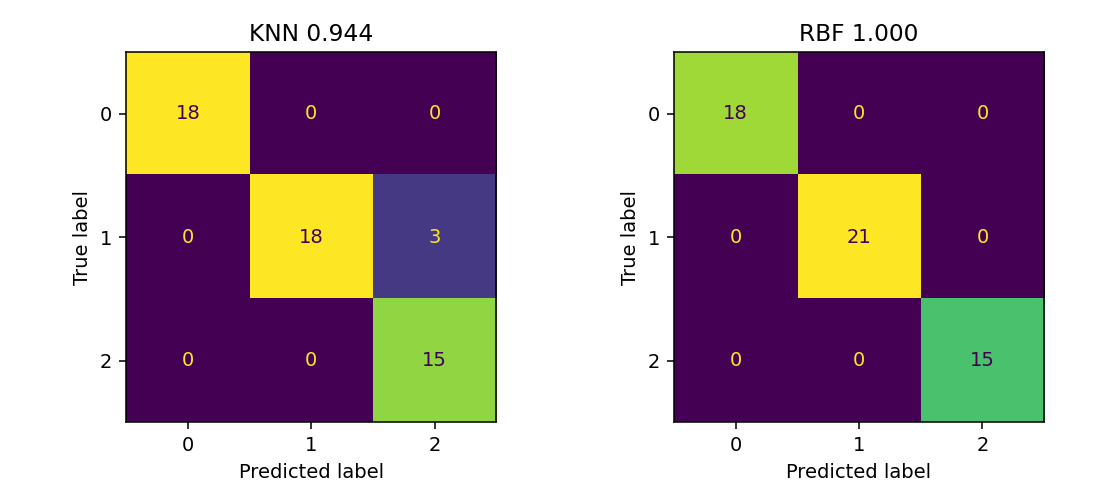 KNN 0.944
True label
0 18 0 0
1 0 18 3
2 0 0 15
0 1 2
Predicted label
RBF 1.000
True label
0 18 0 0
1 0 21 0
2 0 0 15
0 1 2
Predicted label